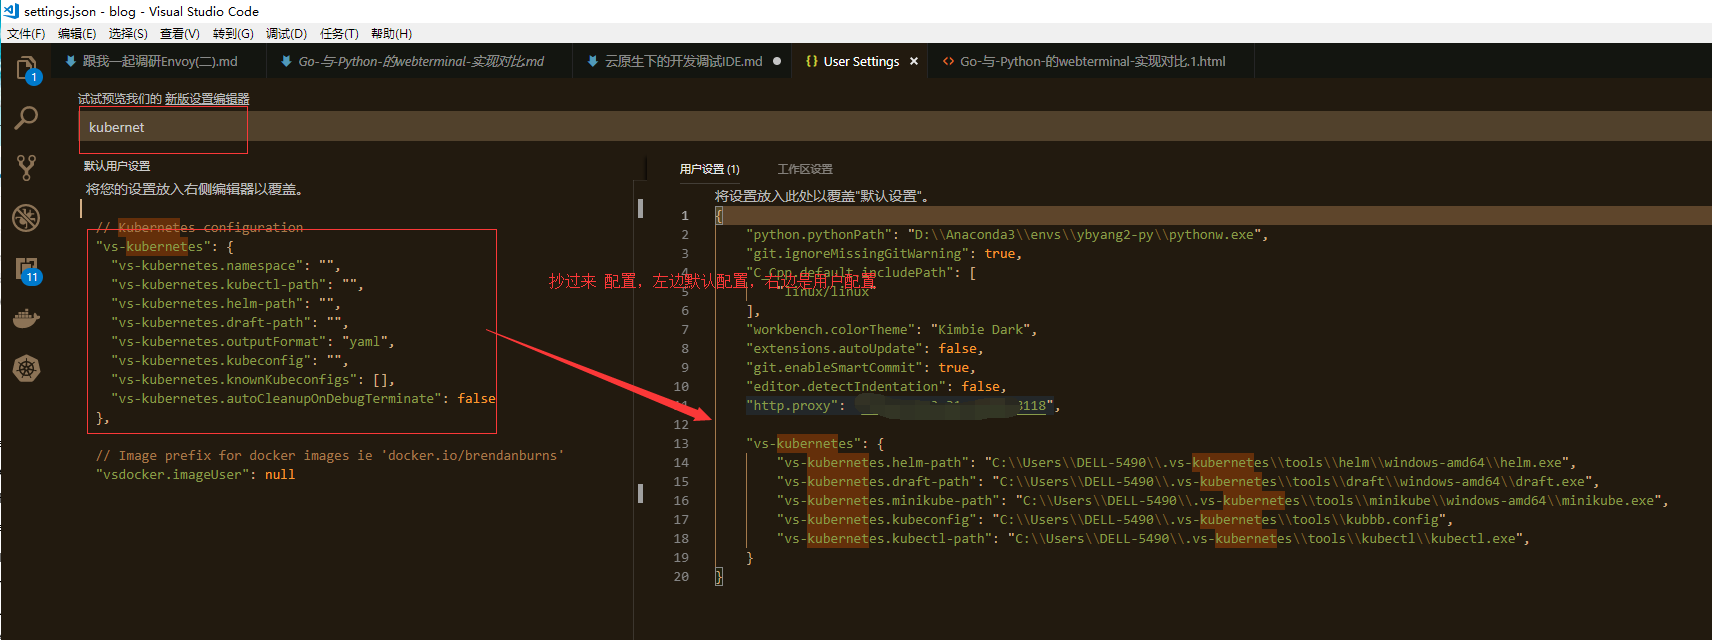 settings.json - blog - Visual Studio Code
文件(F) 编辑(E) 选择(S) 查看(V) 转到(G) 调试(D) 任务(T) 帮助(H)
跟我一起调研Envoy(二).md Go-与-Python-的webterminal-实现对比.md 云原生下的开发调试IDE.md {} User Settings × <> Go-与-Python-的webterminal-实现对比.1.html
1
11
试试预览我们的 新版设置编辑器
kubernet
默认用户设置
将您的设置放入右侧编辑器以覆盖。
// Kubernetes configuration
"vs-kubernetes": {
"vs-kubernetes.namespace": "",
"vs-kubernetes.kubectl-path": "",
"vs-kubernetes.helm-path": "",
"vs-kubernetes.draft-path": "",
"vs-kubernetes.outputFormat": "yaml",
"vs-kubernetes.kubeconfig": "",
"vs-kubernetes.knownKubeconfigs": [],
"vs-kubernetes.autoCleanupOnDebugTerminate": false
},
// Image prefix for docker images ie 'docker.io/brendanburns'
"vsdocker.imageUser": null
抄过来 配置，左边默认配置，右边是用户配置
用户设置 (1) 工作区设置
将设置放入此处以覆盖"默认设置"。
1 {
2 "python.pythonPath": "D:\\Anaconda3\\envs\\ybyang2-py\\pythonw.exe",
3 "git.ignoreMissingGitWarning": true,
4 "C_Cpp.default.includePath": [
5 "linux/linux"
6 ],
7 "workbench.colorTheme": "Kimbie Dark",
8 "extensions.autoUpdate": false,
9 "git.enableSmartCommit": true,
10 "editor.detectIndentation": false,
11 "http.proxy": 3118",
12
13 "vs-kubernetes": {
14 "vs-kubernetes.helm-path": "C:\\Users\\DELL-5490\\.vs-kubernetes\\tools\\helm\\windows-amd64\\helm.exe",
15 "vs-kubernetes.draft-path": "C:\\Users\\DELL-5490\\.vs-kubernetes\\tools\\draft\\windows-amd64\\draft.exe",
16 "vs-kubernetes.minikube-path": "C:\\Users\\DELL-5490\\.vs-kubernetes\\tools\\minikube\\windows-amd64\\minikube.exe",
17 "vs-kubernetes.kubeconfig": "C:\\Users\\DELL-5490\\.vs-kubernetes\\tools\\kubbb.config",
18 "vs-kubernetes.kubectl-path": "C:\\Users\\DELL-5490\\.vs-kubernetes\\tools\\kubectl\\kubectl.exe",
19 }
20 }